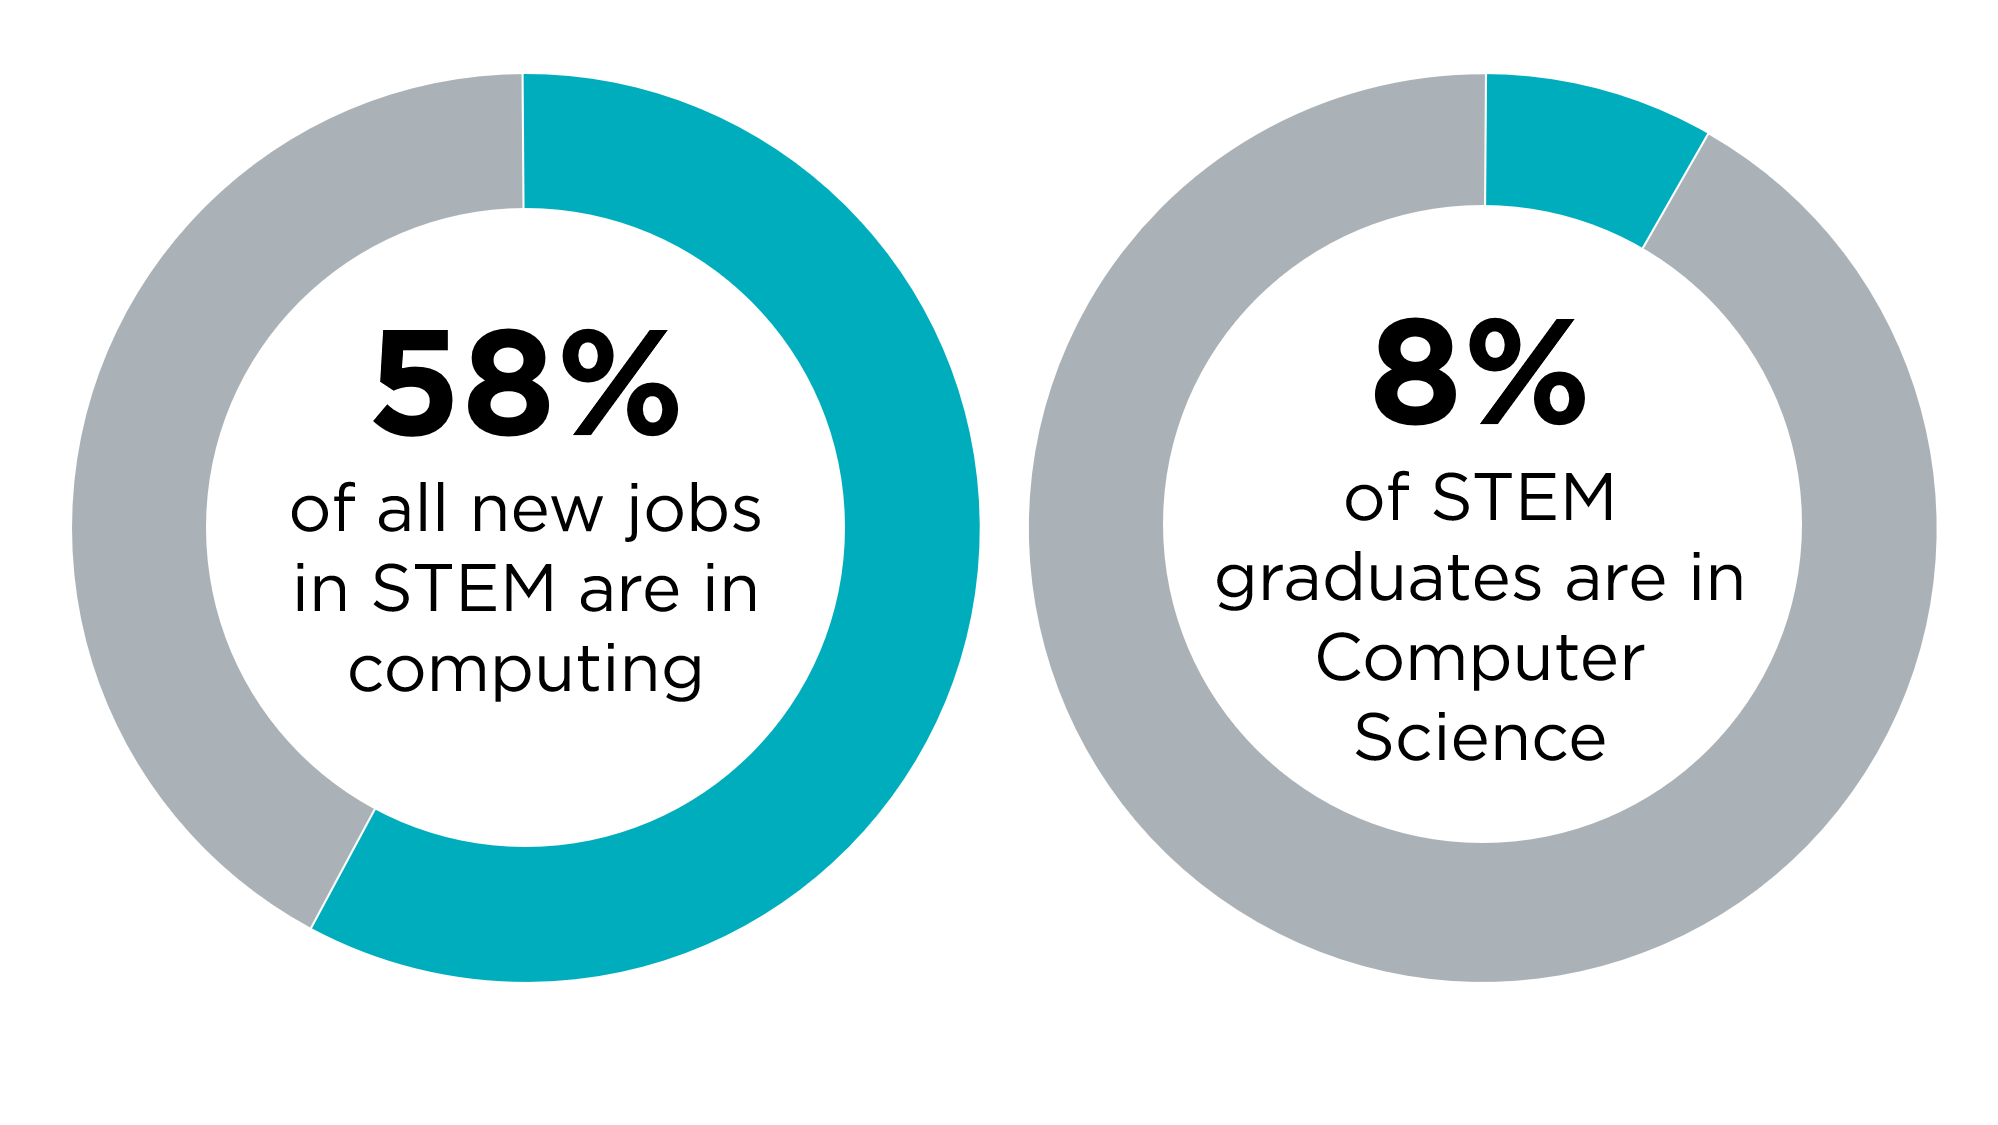 58%
of all new jobs
in STEM are in
computing
8%
of STEM
graduates are in
Computer
Science